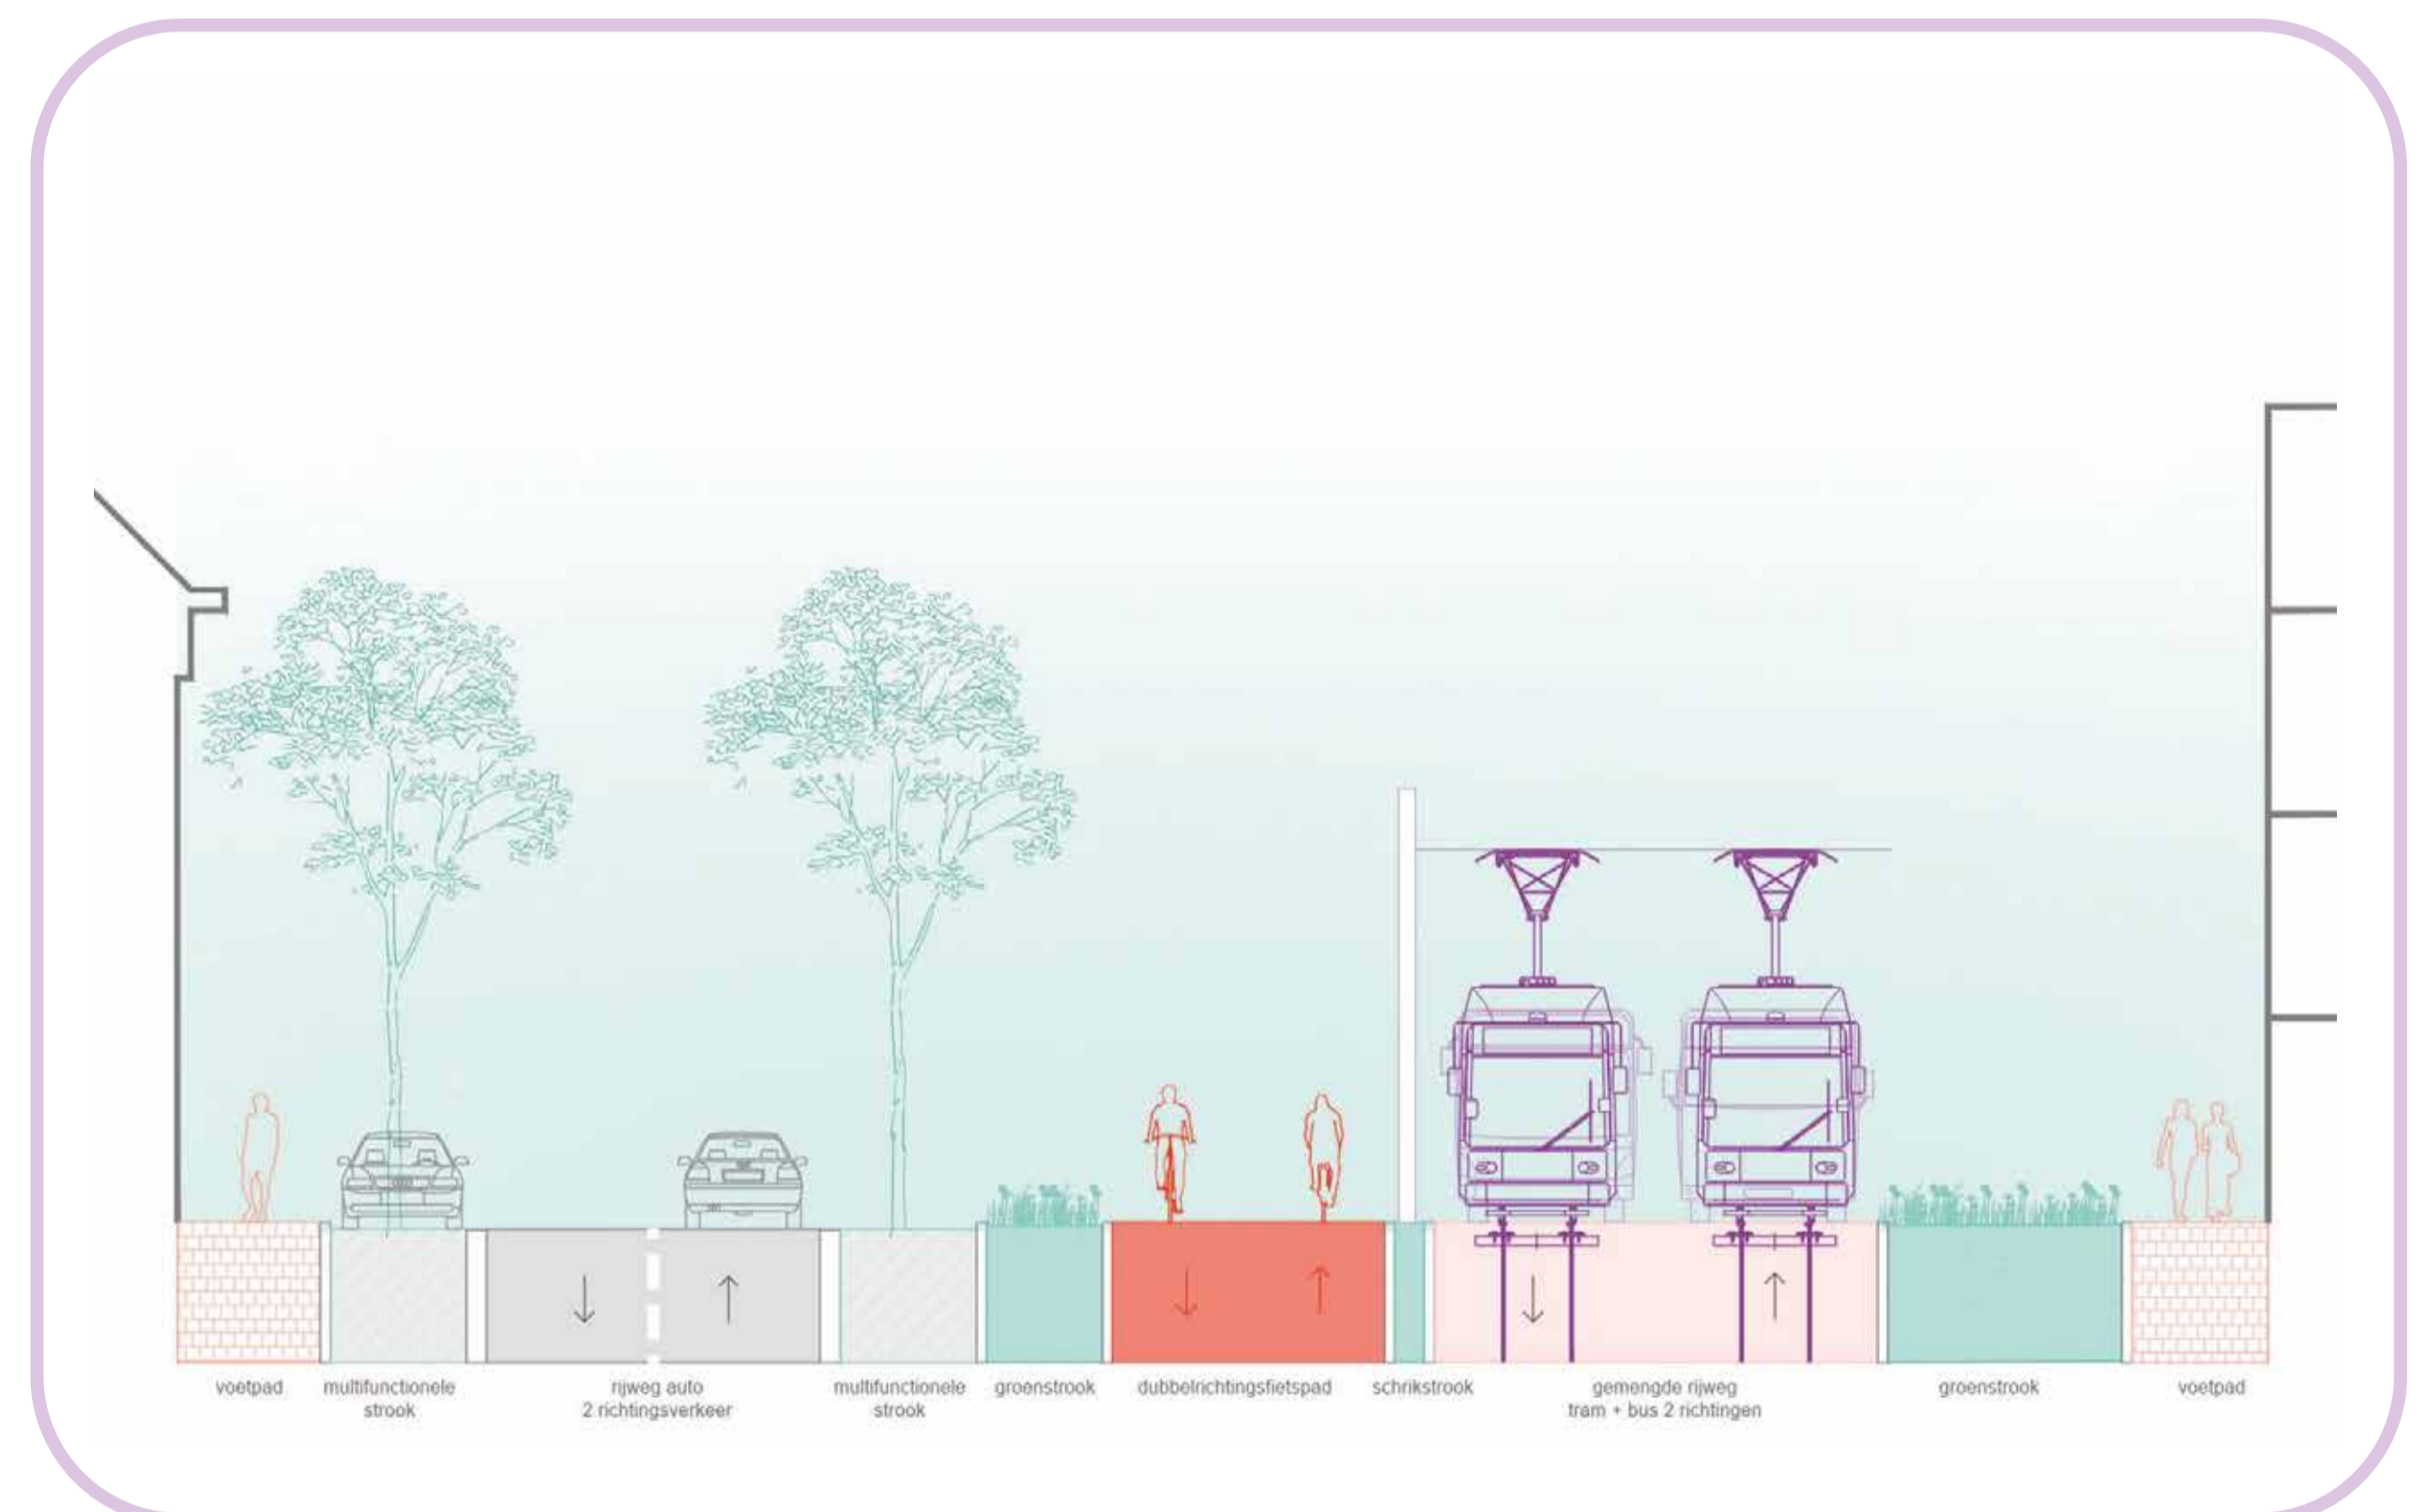 voetpad
multifunctionele
strook
rijweg auto
2 richtingsverkeer
multifunctionele
strook
groenstrook
dubbelrichtingsfietspad
schrikstrook
gemengde rijweg
tram + bus 2 richtingen
groenstrook
voetpad